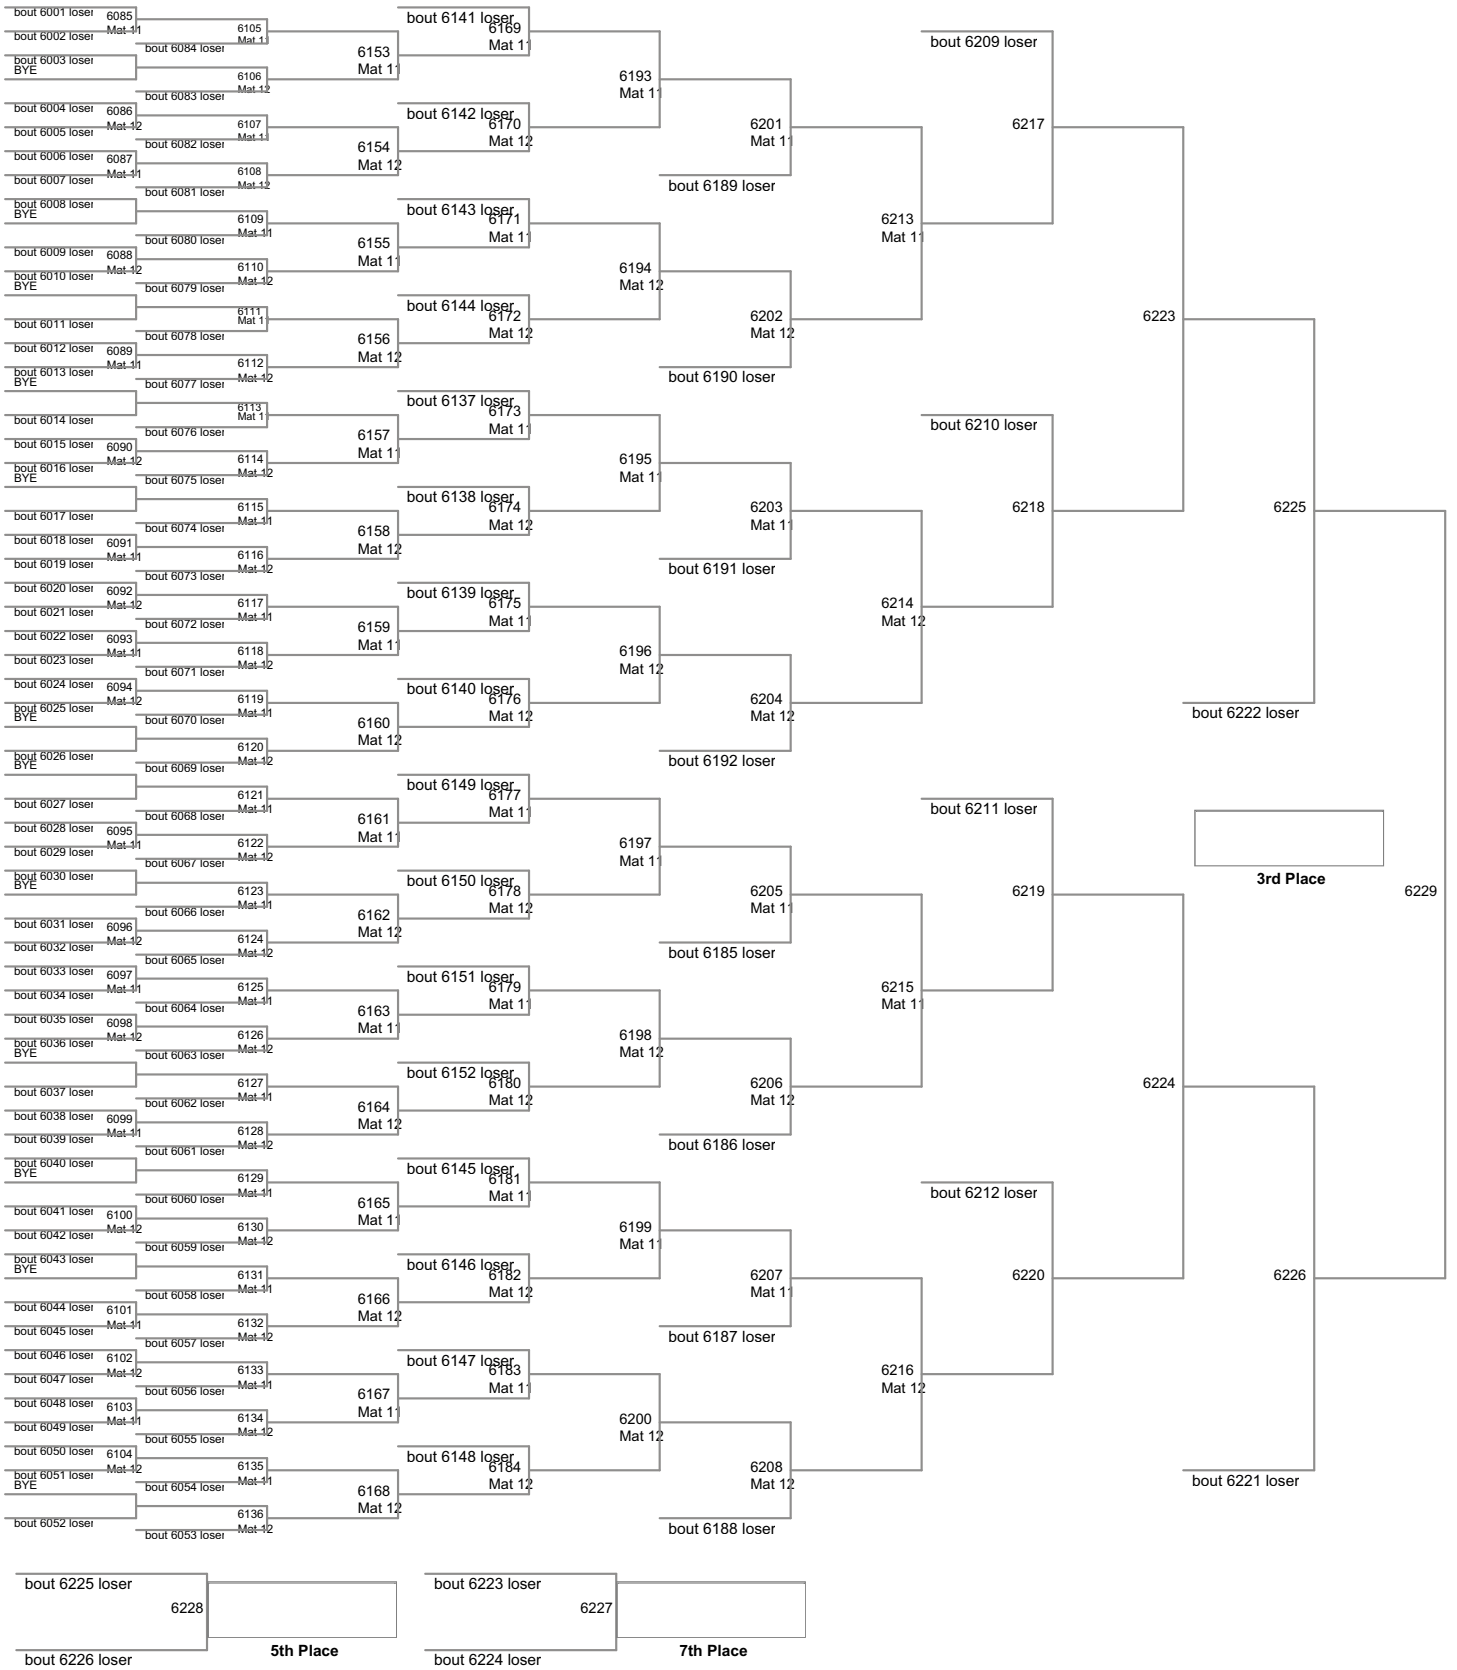 bout 6001 loser
6085
Mat 11
bout 6002 loser
bout 6084 loser
6105
Mat 11
bout 6003 loser
BYE
6106
Mat 12
bout 6083 loser
6153
Mat 11
bout 6141 loser
6169
Mat 11
bout 6004 loser
6086
Mat 12
bout 6005 loser
6107
Mat 11
bout 6082 loser
bout 6006 loser
6087
Mat 11
bout 6007 loser
6108
Mat 12
bout 6081 loser
6154
Mat 12
bout 6142 loser
6170
Mat 12
6193
Mat 11
bout 6008 loser
BYE
6109
Mat 11
bout 6080 loser
bout 6009 loser
6088
Mat 12
bout 6010 loser
BYE
6110
Mat 12
bout 6079 loser
6155
Mat 11
bout 6143 loser
6171
Mat 11
bout 6011 loser
6111
Mat 11
bout 6078 loser
bout 6012 loser
6089
Mat 11
bout 6013 loser
BYE
6112
Mat 12
bout 6077 loser
6156
Mat 12
bout 6144 loser
6172
Mat 12
6194
Mat 12
bout 6014 loser
6113
Mat 11
bout 6076 loser
bout 6015 loser
6090
Mat 12
bout 6016 loser
BYE
6114
Mat 12
bout 6075 loser
6157
Mat 11
bout 6137 loser
6173
Mat 11
bout 6017 loser
6115
Mat 11
bout 6074 loser
bout 6018 loser
6091
Mat 11
bout 6019 loser
6116
Mat 12
bout 6073 loser
6158
Mat 12
bout 6138 loser
6174
Mat 12
6195
Mat 11
bout 6020 loser
6092
Mat 12
bout 6021 loser
6117
Mat 11
bout 6072 loser
bout 6022 loser
6093
Mat 11
bout 6023 loser
6118
Mat 12
bout 6071 loser
6159
Mat 11
bout 6139 loser
6175
Mat 11
bout 6024 loser
6094
Mat 12
bout 6025 loser
BYE
6119
Mat 11
bout 6070 loser
bout 6026 loser
BYE
6120
Mat 12
bout 6069 loser
6160
Mat 12
bout 6140 loser
6176
Mat 12
6196
Mat 12
bout 6027 loser
6121
Mat 11
bout 6068 loser
bout 6028 loser
6095
Mat 11
bout 6029 loser
6122
Mat 12
bout 6067 loser
6161
Mat 11
bout 6149 loser
6177
Mat 11
bout 6030 loser
BYE
6123
Mat 11
bout 6066 loser
bout 6031 loser
6096
Mat 12
bout 6032 loser
6124
Mat 12
bout 6065 loser
6162
Mat 12
bout 6150 loser
6178
Mat 12
6197
Mat 11
bout 6033 loser
6097
Mat 11
bout 6034 loser
6125
Mat 11
bout 6064 loser
bout 6035 loser
6098
Mat 12
bout 6036 loser
BYE
6126
Mat 12
bout 6063 loser
6163
Mat 11
bout 6151 loser
6179
Mat 11
bout 6037 loser
6127
Mat 11
bout 6062 loser
bout 6038 loser
6099
Mat 11
bout 6039 loser
6128
Mat 12
bout 6061 loser
6164
Mat 12
bout 6152 loser
6180
Mat 12
6198
Mat 12
bout 6040 loser
BYE
6129
Mat 11
bout 6060 loser
bout 6041 loser
6100
Mat 12
bout 6042 loser
6130
Mat 12
bout 6059 loser
6165
Mat 11
bout 6145 loser
6181
Mat 11
bout 6043 loser
BYE
6131
Mat 11
bout 6058 loser
bout 6044 loser
6101
Mat 11
bout 6045 loser
6132
Mat 12
bout 6057 loser
6166
Mat 12
bout 6146 loser
6182
Mat 12
6199
Mat 11
bout 6046 loser
6102
Mat 12
bout 6047 loser
6133
Mat 11
bout 6056 loser
bout 6048 loser
6103
Mat 11
bout 6049 loser
6134
Mat 12
bout 6055 loser
6167
Mat 11
bout 6147 loser
6183
Mat 11
bout 6050 loser
6104
Mat 12
bout 6051 loser
BYE
6135
Mat 11
bout 6054 loser
bout 6052 loser
6136
Mat 12
bout 6053 loser
6168
Mat 12
bout 6148 loser
6184
Mat 12
6200
Mat 12
6201
Mat 11
bout 6189 loser
6202
Mat 12
bout 6190 loser
6203
Mat 11
bout 6191 loser
6204
Mat 12
bout 6192 loser
6205
Mat 11
bout 6185 loser
6206
Mat 12
bout 6186 loser
6207
Mat 11
bout 6187 loser
6208
Mat 12
bout 6188 loser
6213
Mat 11
6214
Mat 12
6215
Mat 11
6216
Mat 12
bout 6209 loser
6217
bout 6210 loser
6218
bout 6211 loser
6219
bout 6212 loser
6220
6223
6224
6225
bout 6222 loser
6226
bout 6221 loser
3rd Place
6229
bout 6225 loser
6228
bout 6226 loser
5th Place
bout 6223 loser
6227
bout 6224 loser
7th Place